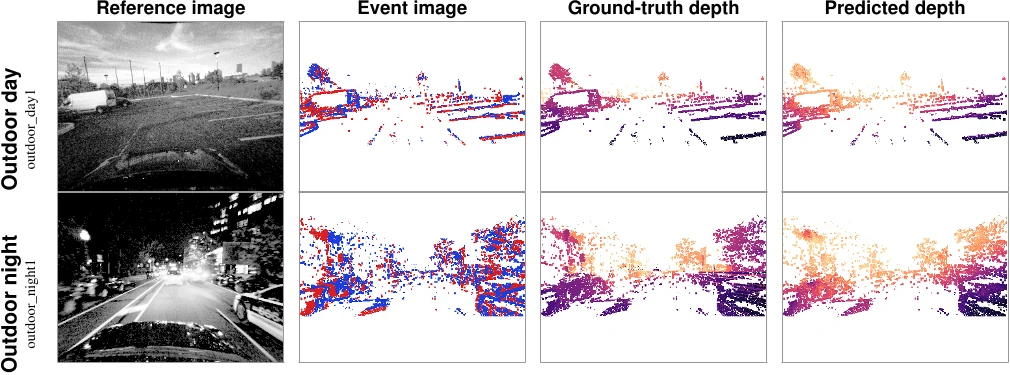 Reference image
Event image
Ground-truth depth
Predicted depth
Outdoor day
outdoor_day1
Outdoor night
outdoor_night1